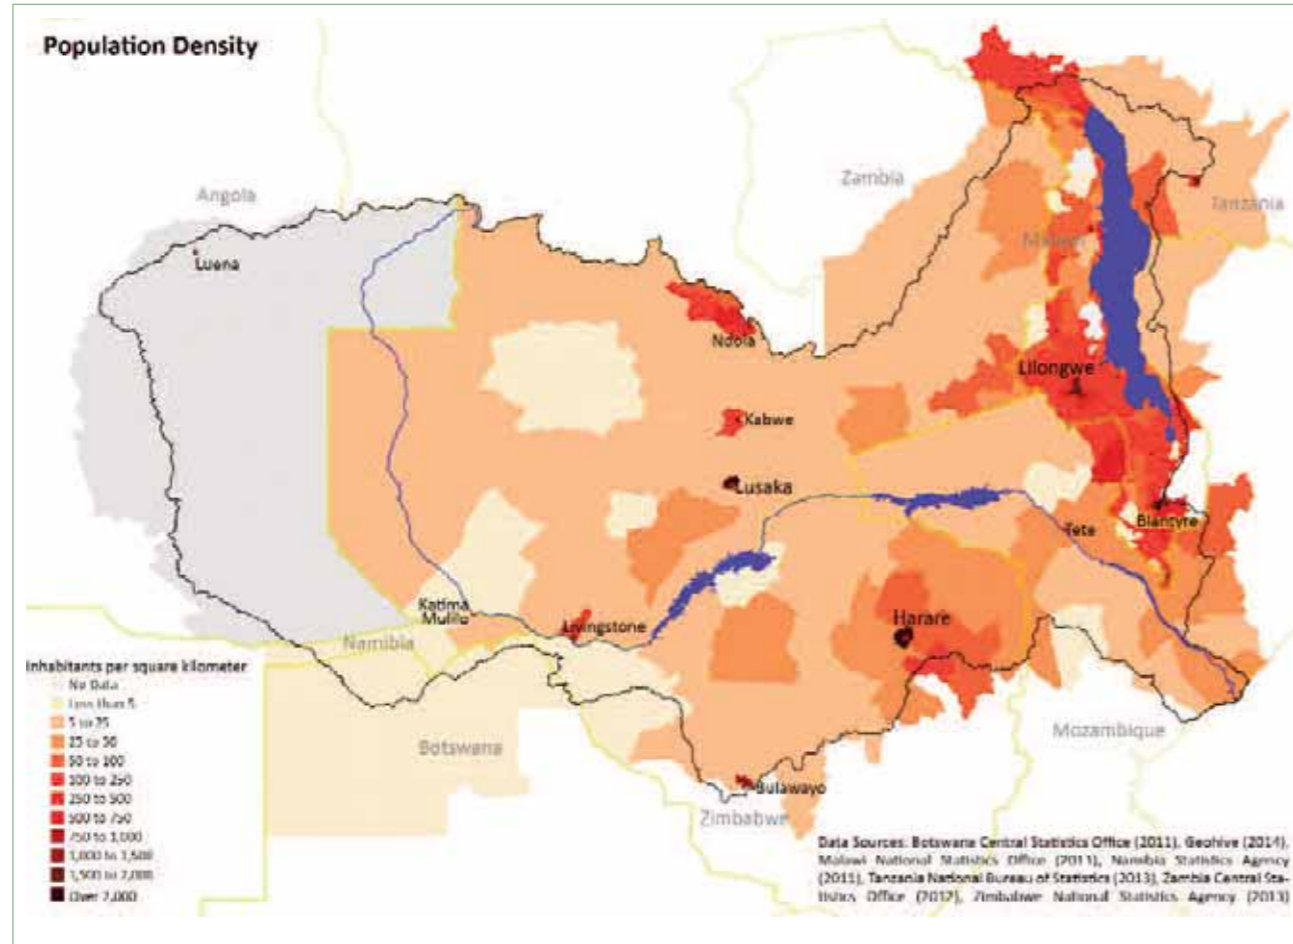 Population Density
Angola
Zambia
Tanzania
Malawi
Luena
Ndola
Lilongwe
Kabwe
Lusaka
Blantyre
Tete
Katima
Mulilo
Livingstone
Harare
Namibia
Botswana
Mozambique
Bulawayo
Zimbabwe
Inhabitants per square kilometer
No Data
Less than 5
5 to 25
25 to 50
50 to 100
100 to 250
250 to 500
500 to 750
750 to 1,000
1,000 to 1,500
1,500 to 2,000
Over 2,000
Data Sources: Botswana Central Statistics Office (2011), Geohive (2014),
Malawi National Statistics Office (2011), Namibia Statistics Agency
(2011), Tanzania National Bureau of Statistics (2013), Zambia Central Sta-
tistics Office (2012), Zimbabwe National Statistics Agency (2013)